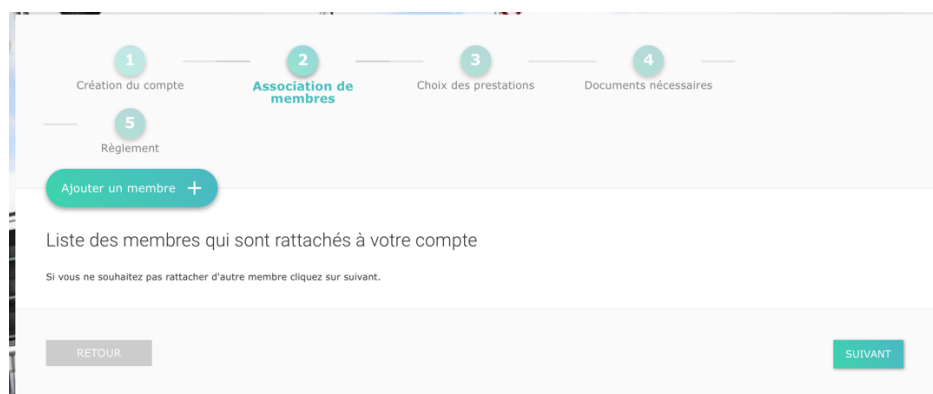 1
Création du compte
2
Association de
membres
3
Choix des prestations
4
Documents nécessaires
5
Règlement
Ajouter un membre +
Liste des membres qui sont rattachés à votre compte
Si vous ne souhaitez pas rattacher d'autre membre cliquez sur suivant.
RETOUR
SUIVANT